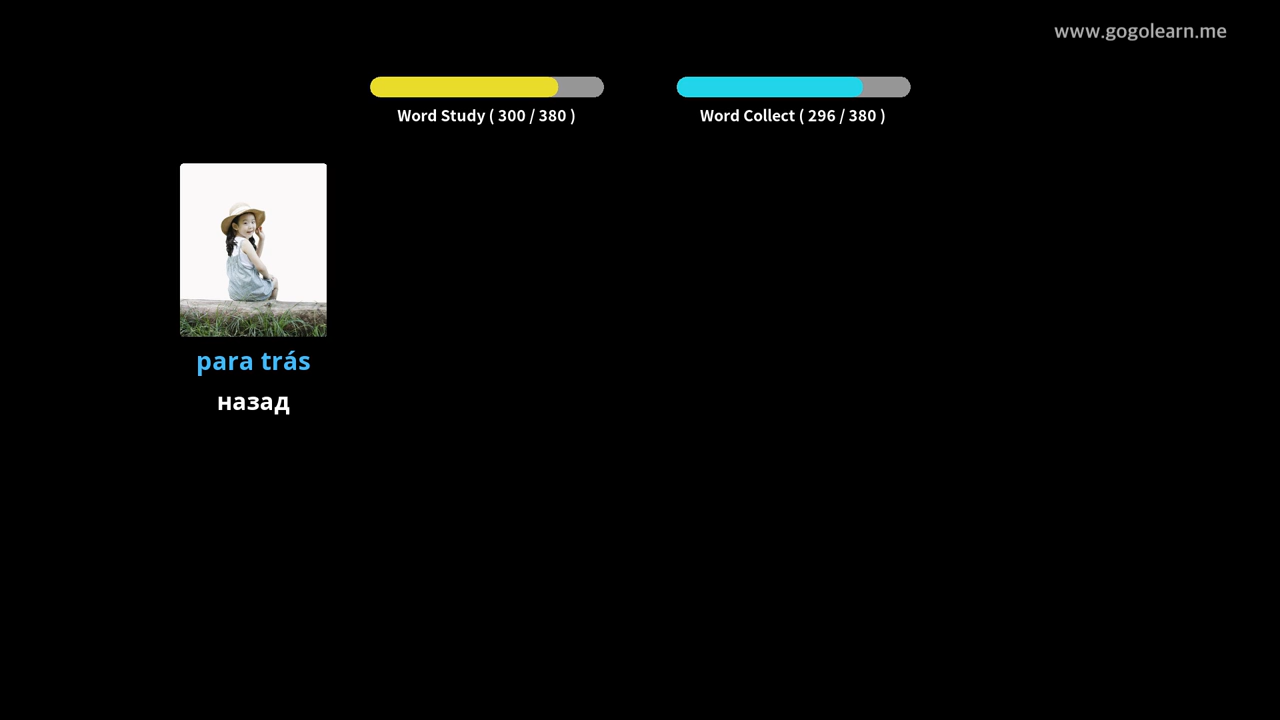 www.gogolearn.me
Word Study ( 300 / 380 )
Word Collect ( 296 / 380 )
para trás
назад